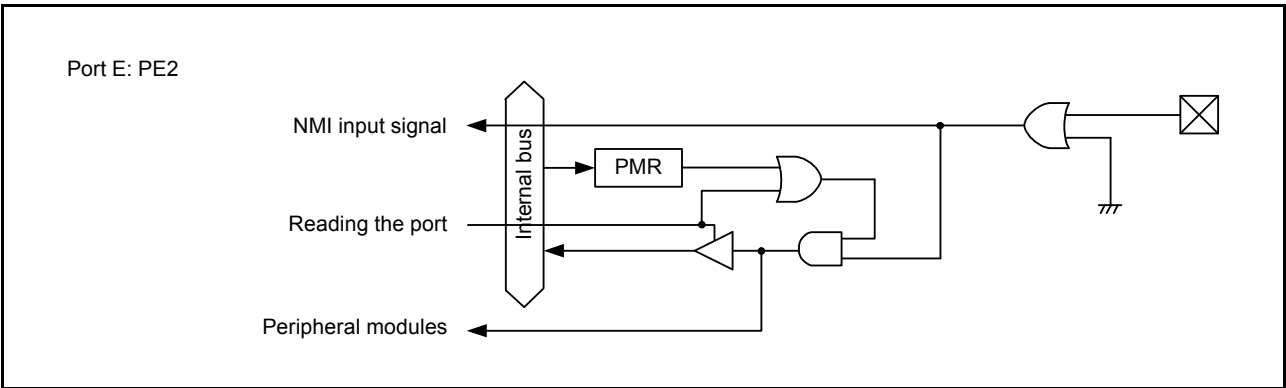 Port E: PE2
NMI input signal
Internal bus
PMR
Reading the port
Peripheral modules